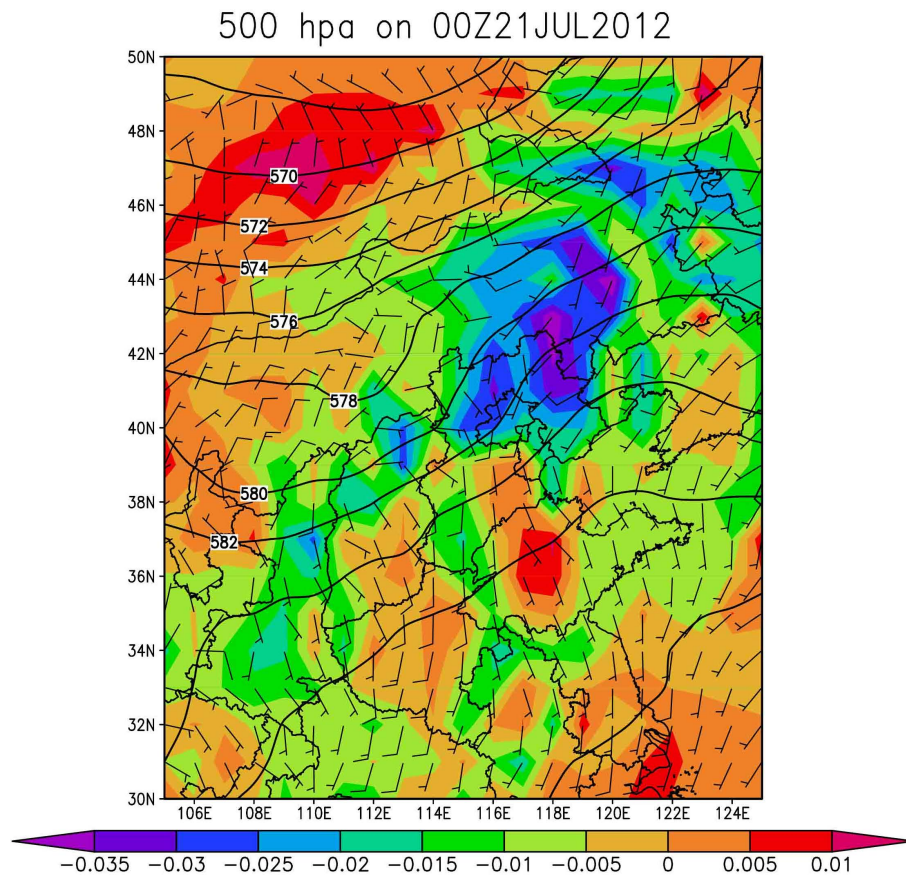 500 hpa on 00Z21JUL2012
50N
48N
46N
44N
42N
40N
38N
36N
34N
32N
30N
570
572
574
576
578
580
582
106E 108E 110E 112E 114E 116E 118E 120E 122E 124E
−0.035 −0.03 −0.025 −0.02 −0.015 −0.01 −0.005 0 0.005 0.01